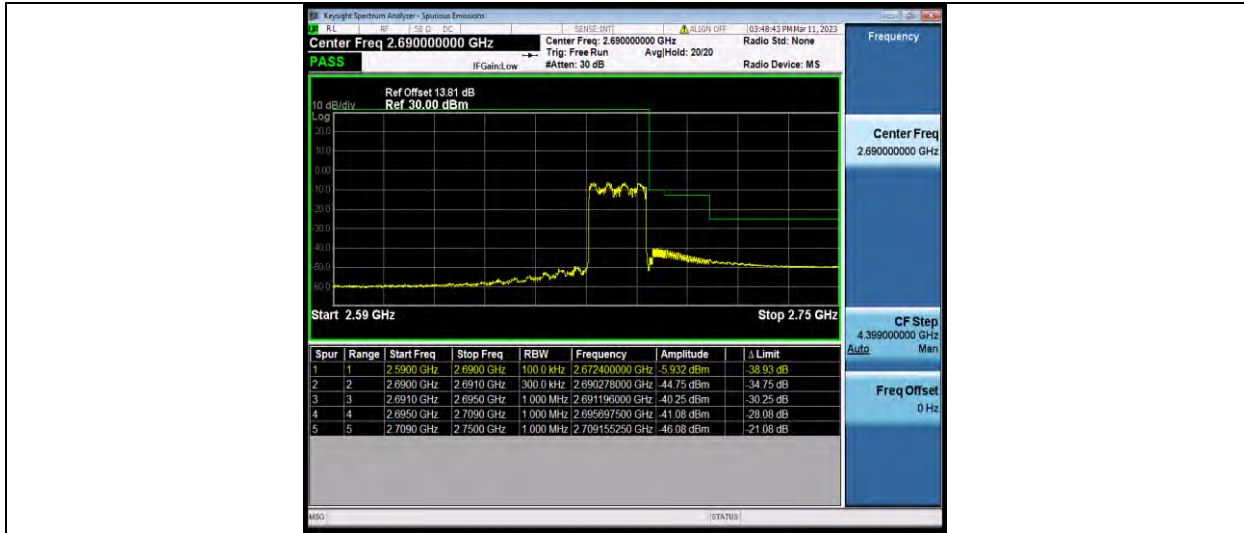 Keysight Spectrum Analyzer - Spurious Emissions
RL RF 50 Ω DC SENSE:INT ALIGN OFF 03:48:43 PM Mar 11, 2023
Center Freq 2.690000000 GHz Center Freq: 2.690000000 GHz Radio Std: None
Trig: Free Run Avg|Hold: 20/20
PASS IFGain:Low #Atten: 30 dB Radio Device: MS
Frequency
Ref Offset 13.81 dB
10 dB/div Ref 30.00 dBm
Log
20.0
10.0
0.00
-10.0
-20.0
-30.0
-40.0
-50.0
-60.0
Start 2.59 GHz Stop 2.75 GHz
Center Freq
2.690000000 GHz
CF Step
4.399000000 GHz
Auto Man
Freq Offset
0 Hz
Spur Range Start Freq Stop Freq RBW Frequency Amplitude Δ Limit
1 1 2.5900 GHz 2.6900 GHz 100.0 kHz 2.672400000 GHz -5.932 dBm -38.93 dB
2 2 2.6900 GHz 2.6910 GHz 300.0 kHz 2.690278000 GHz -44.75 dBm -34.75 dB
3 3 2.6910 GHz 2.6950 GHz 1.000 MHz 2.691196000 GHz -40.25 dBm -30.25 dB
4 4 2.6950 GHz 2.7090 GHz 1.000 MHz 2.695697500 GHz -41.08 dBm -28.08 dB
5 5 2.7090 GHz 2.7500 GHz 1.000 MHz 2.709155250 GHz -46.08 dBm -21.08 dB
MSG STATUS